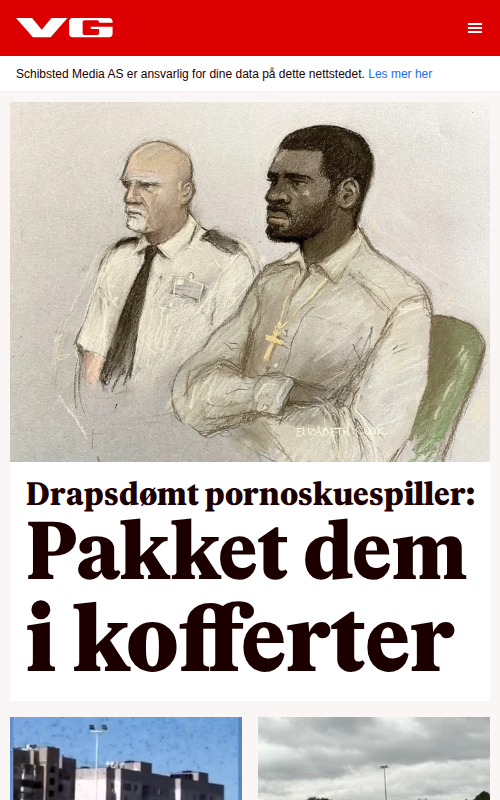 VG
Schibsted Media AS er ansvarlig for dine data på dette nettstedet. Les mer her
ELIZABETH COOK
Drapsdømt pornoskuespiller:
Pakket dem
i kofferter